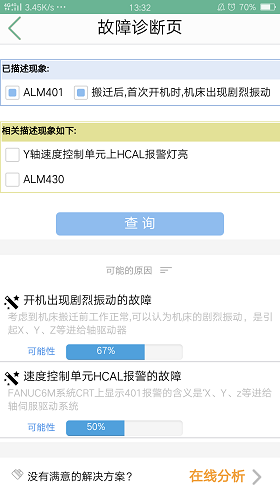 3.45K/s
13:32
70%
故障诊断页
已描述现象:
ALM401
搬迁后,首次开机时,机床出现剧烈振动
相关描述现象如下:
Y轴速度控制单元上HCAL报警灯亮
ALM430
查 询
可能的原因
开机出现剧烈振动的故障
考虑到机床搬迁前工作正常,可以认为机床的剧烈振动，是引
起X、Y、Z等进给轴驱动器
可能性
67%
速度控制单元HCAL报警的故障
FANUC6M系统CRT上显示401报警的含义是“X、Y、z等进给
轴伺服驱动系统
可能性
50%
没有满意的解决方案？
在线分析 >